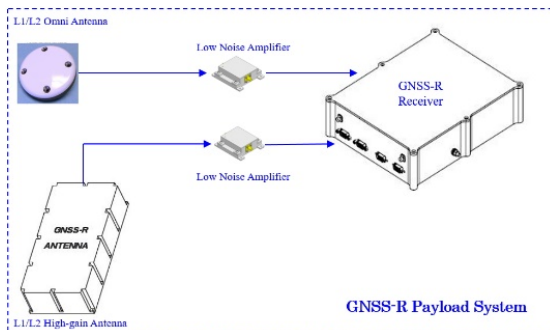 L1/L2 Omni Antenna
Low Noise Amplifier
GNSS-R
Receiver
Low Noise Amplifier
GNSS-R
ANTENNA
L1/L2 High-gain Antenna
GNSS-R Payload System